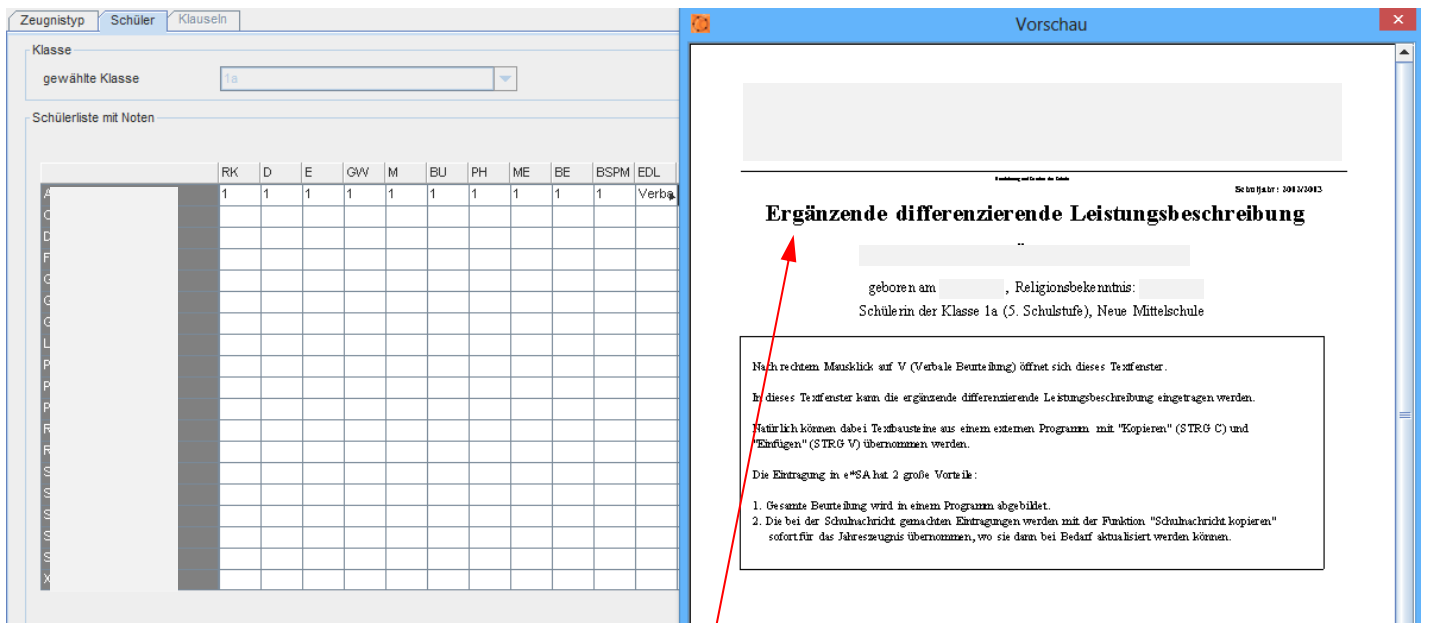 Zeugnistyp Schüler Klauseln
Klasse
gewählte Klasse 1a
Schülerliste mit Noten
RK D E GW M BU PH ME BE BSPM EDL
A 1 1 1 1 1 1 1 1 1 1 Verba
C
D
F
G
G
G
L
P
P
P
R
R
S
S
S
S
S
X
Vorschau
Schuljahr: 2002/2003
Ergänzende differenzierende Leistungsbeschreibung
geboren am , Religionsbekenntnis:
Schülerin der Klasse 1a (5. Schulstufe), Neue Mittelschule
Nach rechtem Mausklick auf V (Verbale Beurteilung) öffnet sich dieses Textfenster.
In dieses Textfenster kann die ergänzende differenzierende Leistungsbeschreibung eingetragen werden.
Natürlich können dabei Textbausteine aus einem externen Programm mit "Kopieren" (STRG C) und
"Einfügen" (STRG V) übernommen werden.
Die Eintragung in e*SA hat 2 große Vorteile:
1. Gesamte Beurteilung wird in einem Programm abgebildet.
2. Die bei der Schulnachricht gemachten Eintragungen werden mit der Funktion "Schulnachricht kopieren"
sofort für das Jahreszeugnis übernommen, wo sie dann bei Bedarf aktualisiert werden können.